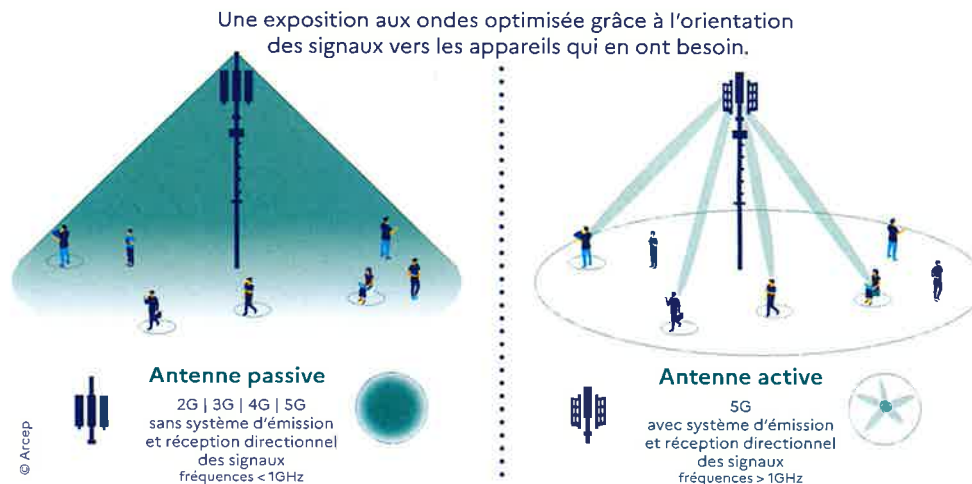 Une exposition aux ondes optimisée grâce à l'orientation
des signaux vers les appareils qui en ont besoin.
Antenne passive
2G | 3G | 4G | 5G
sans système d'émission
et réception directionnel
des signaux
fréquences < 1GHz
Antenne active
5G
avec système d'émission
et réception directionnel
des signaux
fréquences > 1GHz
© Arcep